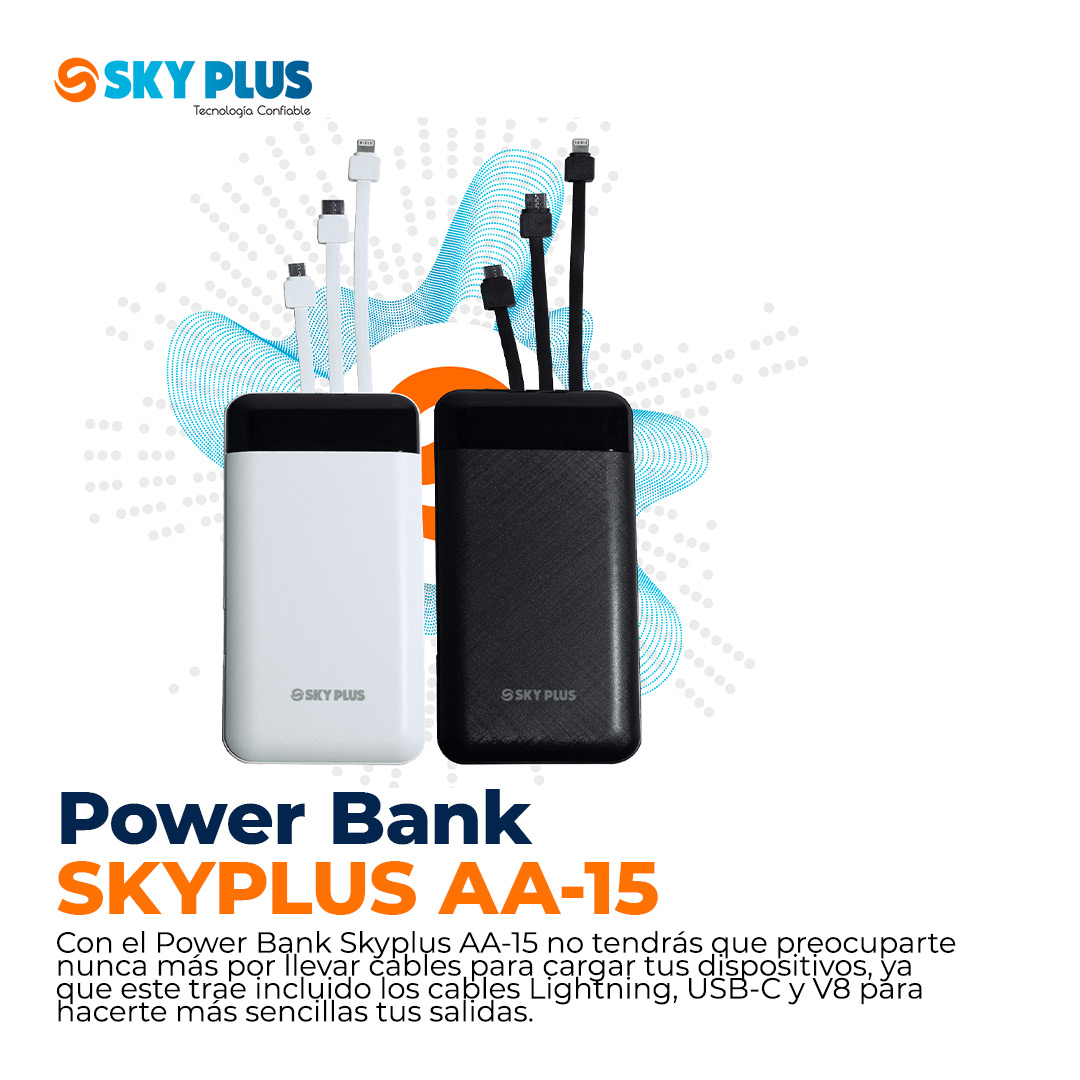 SKY PLUS
Tecnología Confiable
SKY PLUS
SKY PLUS
Power Bank
SKYPLUS AA-15
Con el Power Bank Skyplus AA-15 no tendrás que preocuparte
nunca más por llevar cables para cargar tus dispositivos, ya
que este trae incluido los cables Lightning, USB-C y V8 para
hacerte más sencillas tus salidas.